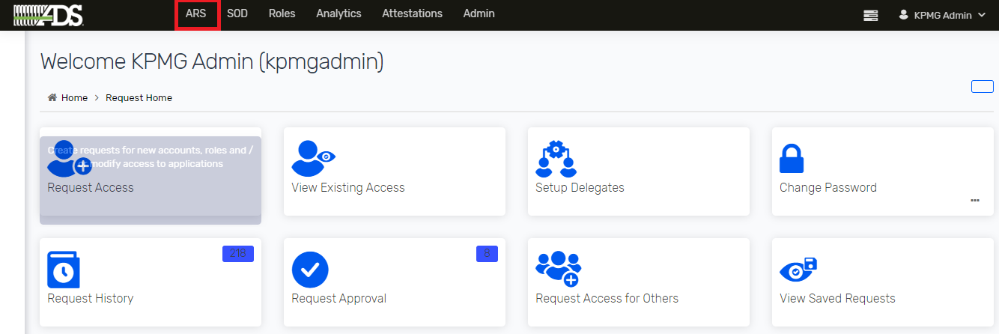 ADS
ARS
SOD
Roles
Analytics
Attestations
Admin
KPMG Admin
Welcome KPMG Admin (kpmgadmin)
Home > Request Home
Create requests for new accounts, roles and /
modify access to applications
Request Access
View Existing Access
Setup Delegates
Change Password
...
218
Request History
8
Request Approval
Request Access for Others
View Saved Requests